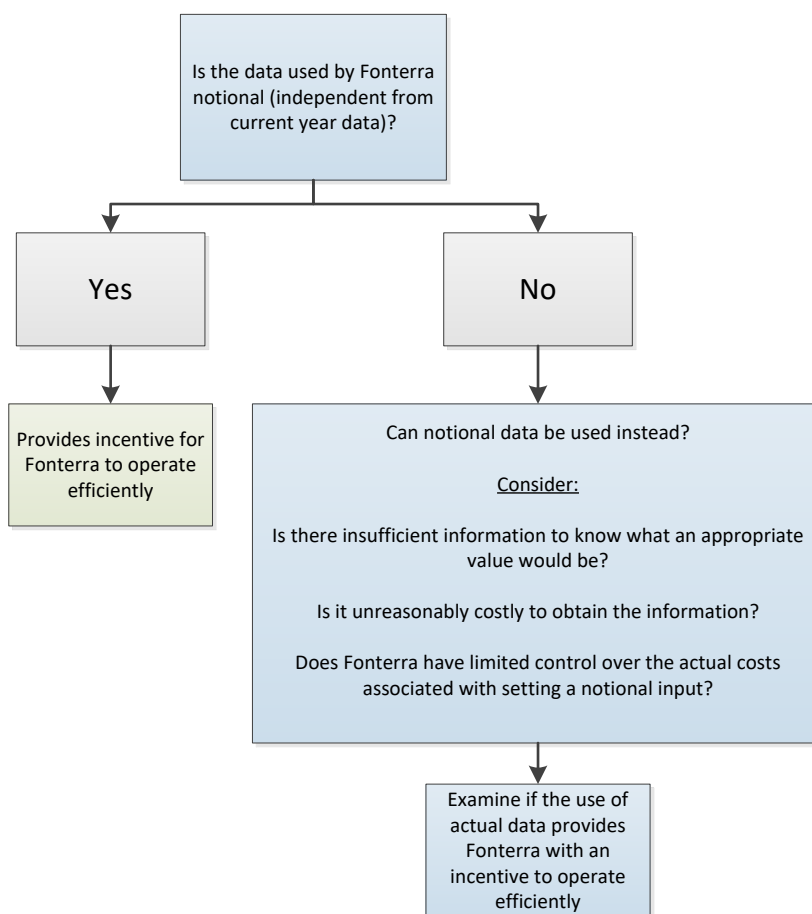 Is the data used by Fonterra
notional (independent from
current year data)?
Yes
No
Provides incentive for
Fonterra to operate
efficiently
Can notional data be used instead?
Consider:
Is there insufficient information to know what an appropriate
value would be?
Is it unreasonably costly to obtain the information?
Does Fonterra have limited control over the actual costs
associated with setting a notional input?
Examine if the use of
actual data provides
Fonterra with an
incentive to operate
efficiently